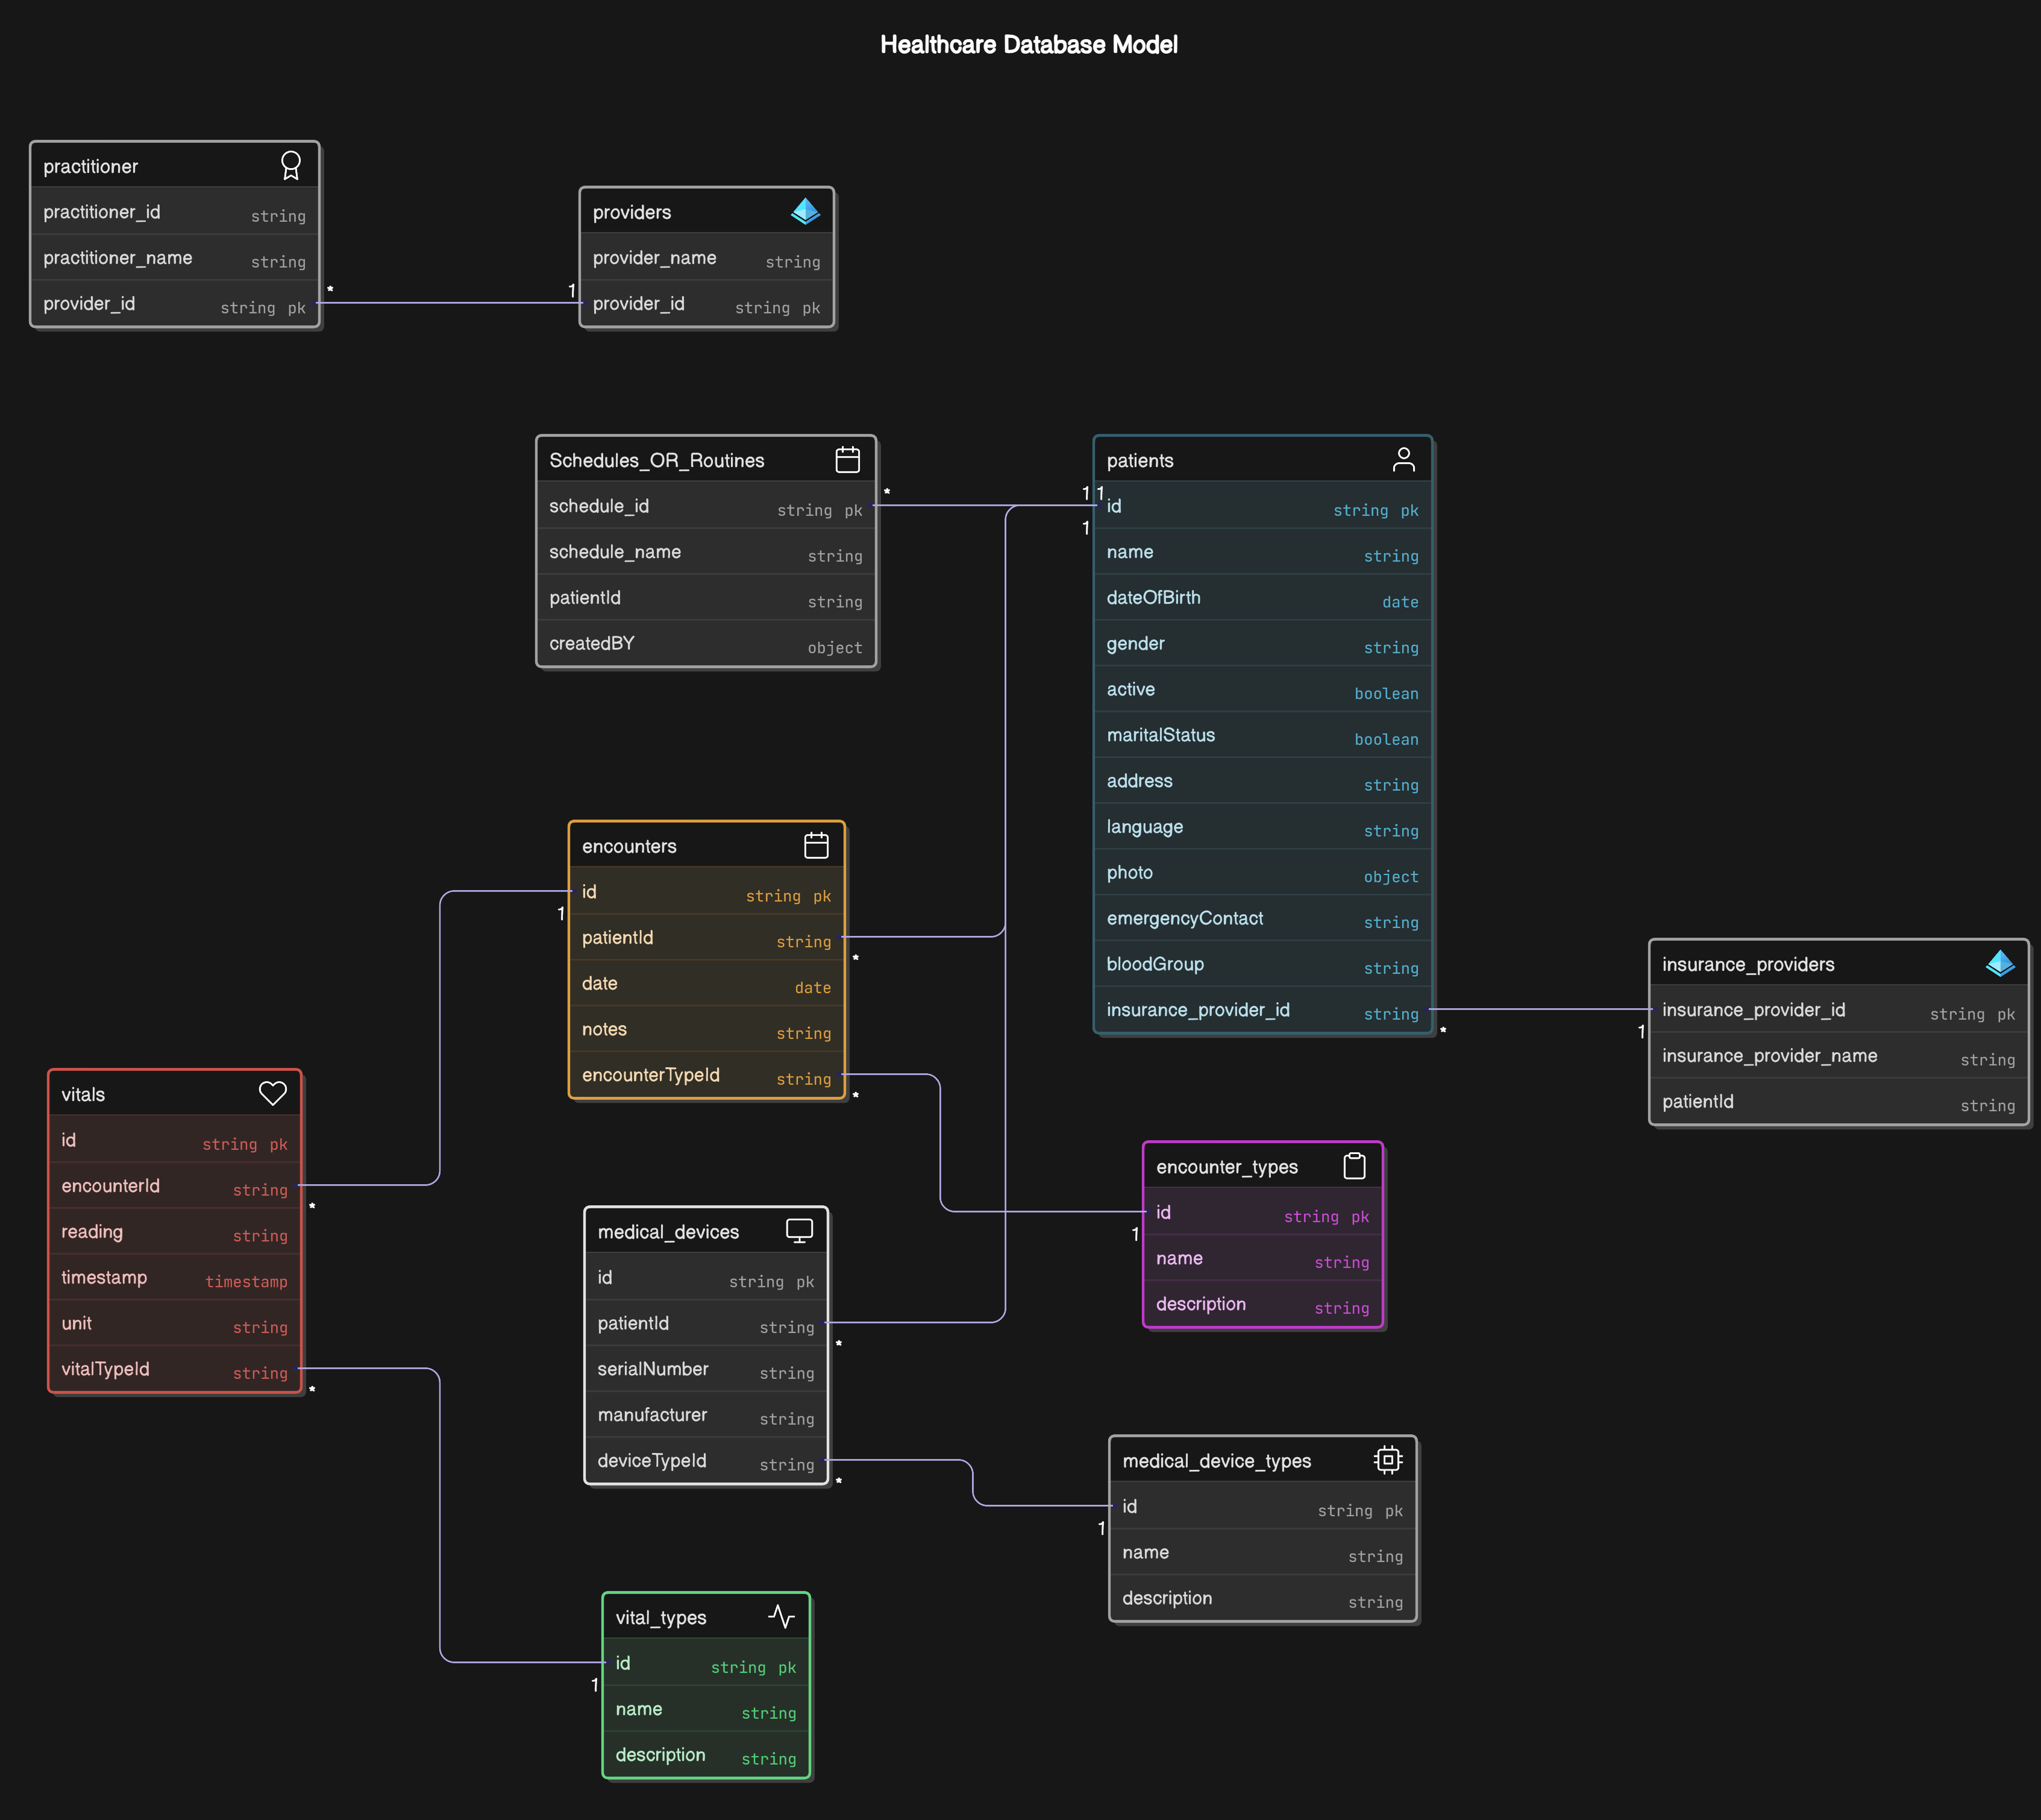 Healthcare Database Model
practitioner
practitioner_id string
practitioner_name string
provider_id string pk
*
1
providers
provider_name string
provider_id string pk
Schedules_OR_Routines
schedule_id string pk
schedule_name string
patientId string
createdBY object
*
1 1
1
patients
id string pk
name string
dateOfBirth date
gender string
active boolean
maritalStatus boolean
address string
language string
photo object
emergencyContact string
bloodGroup string
insurance_provider_id string
*
1
insurance_providers
insurance_provider_id string pk
insurance_provider_name string
patientId string
encounters
id string pk
patientId string
date date
notes string
encounterTypeId string
1
*
*
vitals
id string pk
encounterId string
reading string
timestamp timestamp
unit string
vitalTypeId string
*
*
encounter_types
id string pk
name string
description string
1
medical_devices
id string pk
patientId string
serialNumber string
manufacturer string
deviceTypeId string
*
*
medical_device_types
id string pk
name string
description string
1
vital_types
id string pk
name string
description string
1